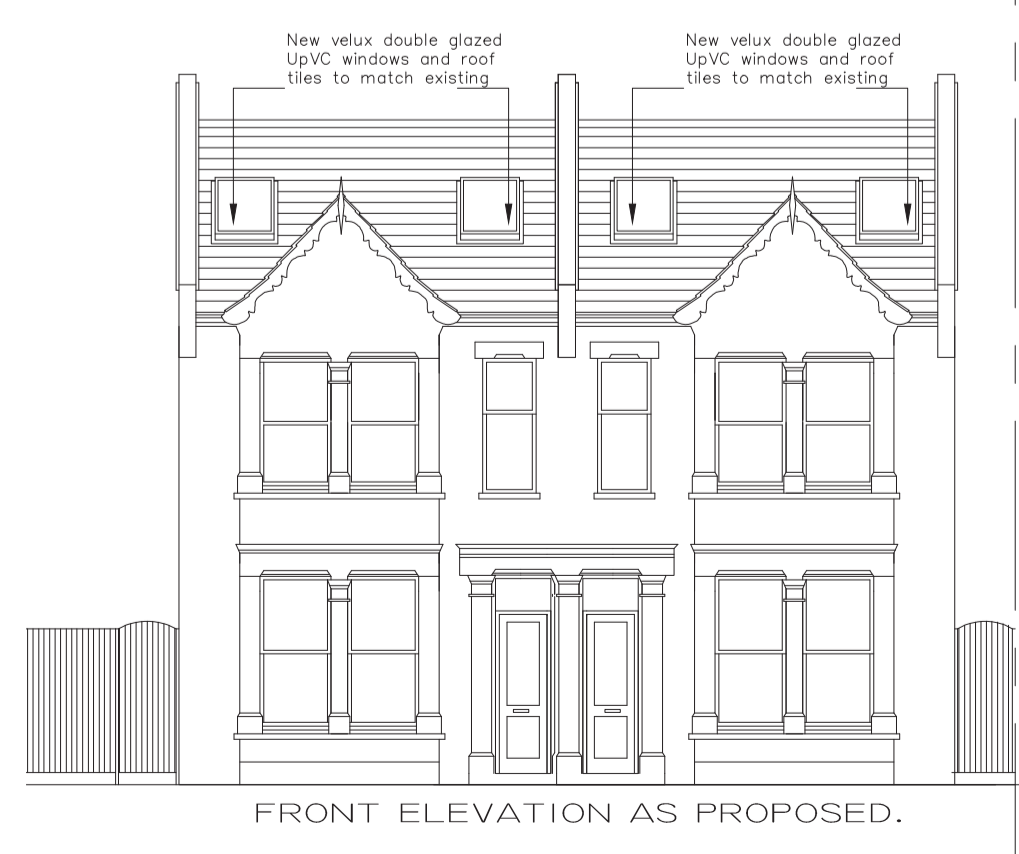 New velux double glazed
UpVC windows and roof
tiles to match existing
New velux double glazed
UpVC windows and roof
tiles to match existing
FRONT ELEVATION AS PROPOSED.